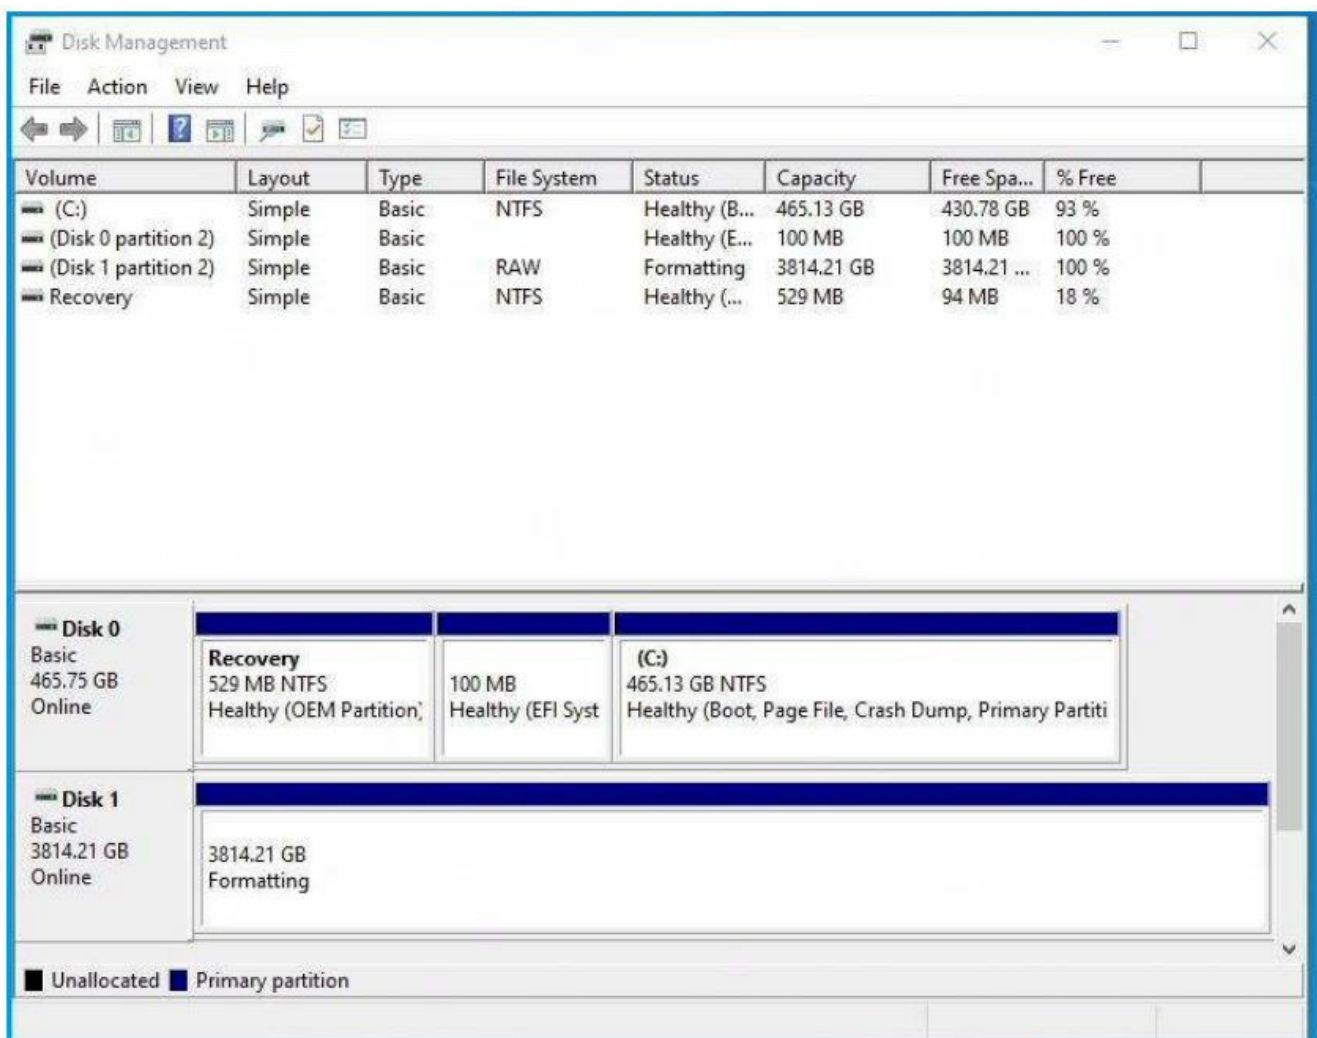 Disk Management
File Action View Help
Volume Layout Type File System Status Capacity Free Spa... % Free
(C:) Simple Basic NTFS Healthy (B... 465.13 GB 430.78 GB 93 %
(Disk 0 partition 2) Simple Basic Healthy (E... 100 MB 100 MB 100 %
(Disk 1 partition 2) Simple Basic RAW Formatting 3814.21 GB 3814.21 ... 100 %
Recovery Simple Basic NTFS Healthy (... 529 MB 94 MB 18 %
Disk 0
Basic
465.75 GB
Online
Recovery
529 MB NTFS
Healthy (OEM Partition)
100 MB
Healthy (EFI Syst
(C:)
465.13 GB NTFS
Healthy (Boot, Page File, Crash Dump, Primary Partiti
Disk 1
Basic
3814.21 GB
Online
3814.21 GB
Formatting
Unallocated Primary partition